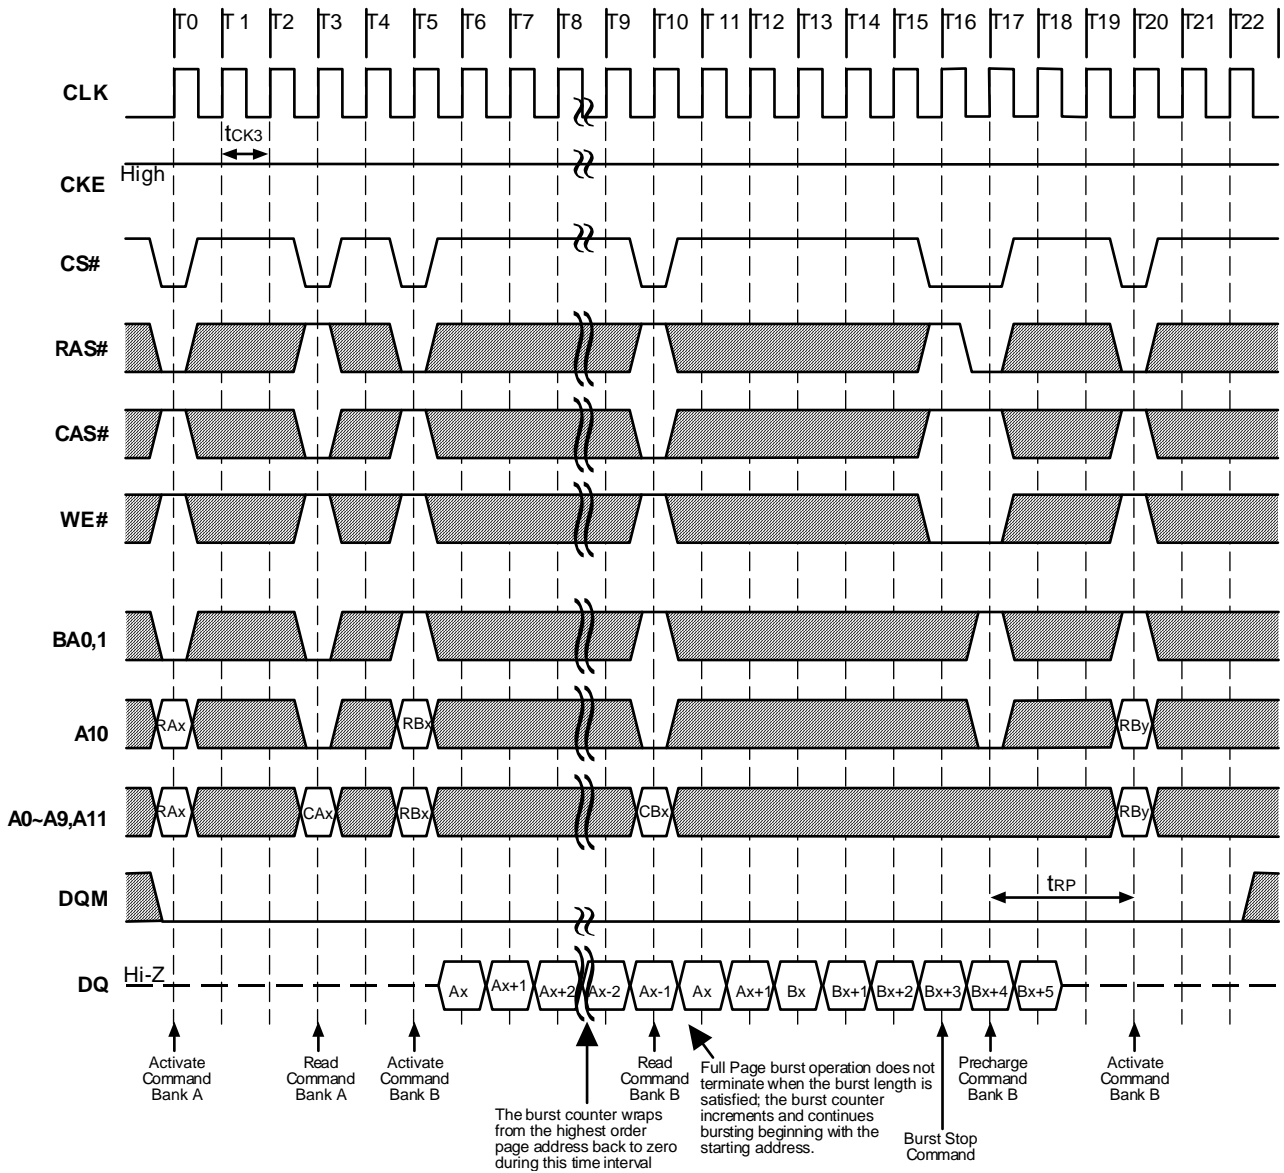 T0 T 1 T2 T3 T4 T5 T6 T7 T8 T9 T10 T 11 T12 T13 T14 T15 T16 T17 T18 T19 T20 T21 T22
CLK
tCK3
High
CKE
CS#
RAS#
CAS#
WE#
BA0,1
A10
RAx RBx RBy
A0~A9,A11
RAx CAx RBx CBx RBy
DQM
tRP
DQ
Hi-Z
Ax Ax+1 Ax+2 Ax-2 Ax-1 Ax Ax+1 Bx Bx+1 Bx+2 Bx+3 Bx+4 Bx+5
Activate
Command
Bank A
Read
Command
Bank A
Activate
Command
Bank B
The burst counter wraps
from the highest order
page address back to zero
during this time interval
Read
Command
Bank B
Full Page burst operation does not
terminate when the burst length is
satisfied; the burst counter
increments and continues
bursting beginning with the
starting address.
Burst Stop
Command
Precharge
Command
Bank B
Activate
Command
Bank B